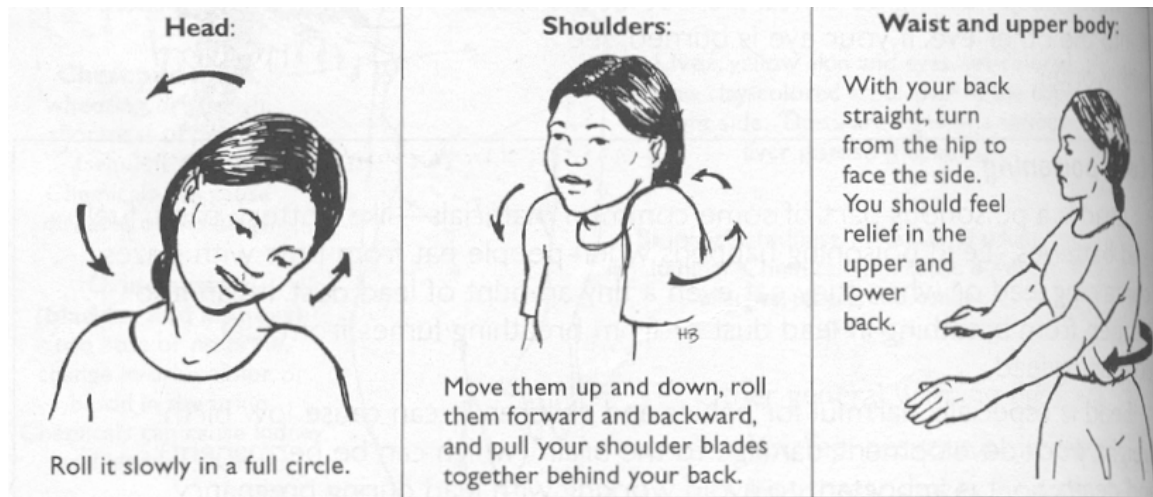 Head:
Roll it slowly in a full circle.
Shoulders:
HB
Move them up and down, roll
them forward and backward,
and pull your shoulder blades
together behind your back.
Waist and upper body:
With your back
straight, turn
from the hip to
face the side.
You should feel
relief in the
upper and
lower
back.